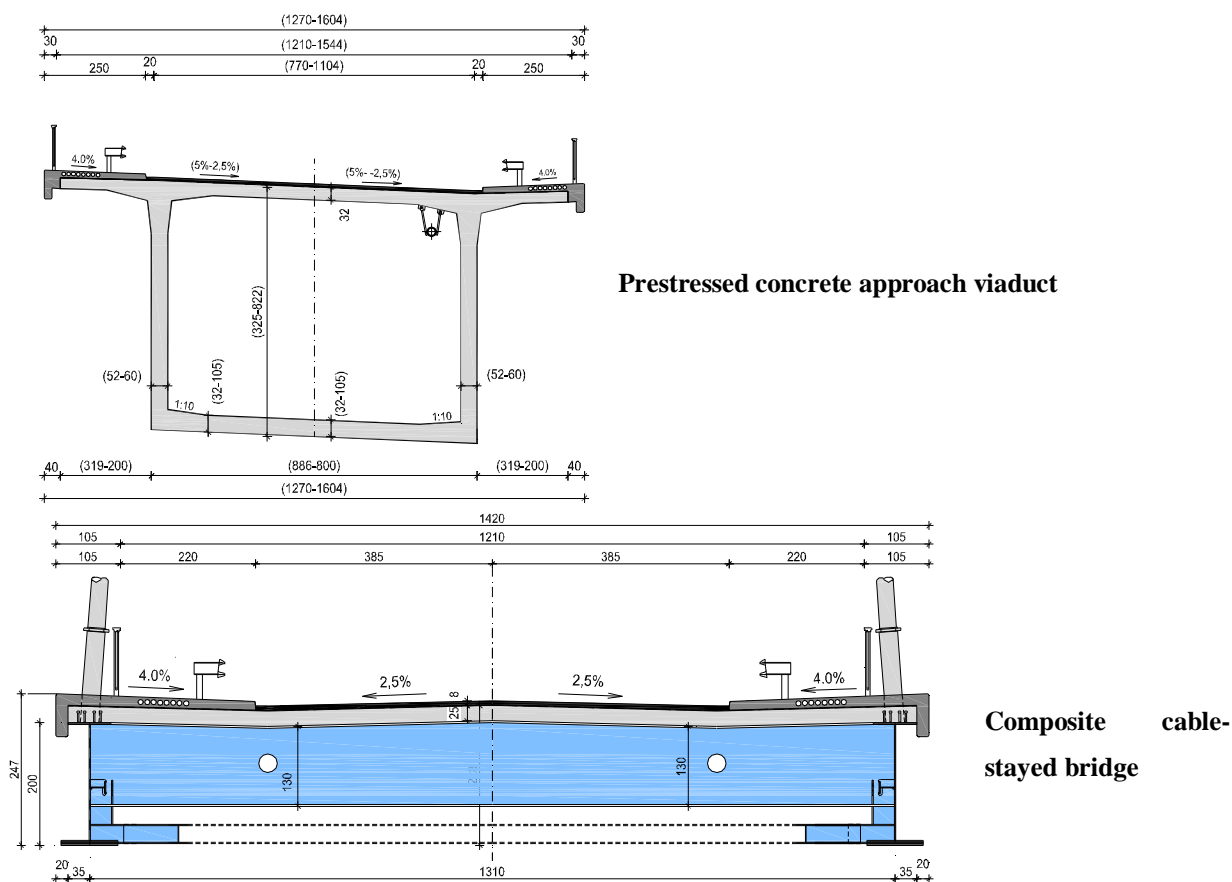 (1270-1604)
30 (1210-1544) 30
250 20 (770-1104) 20 250
4.0% (5%-2,5%) (5%- -2,5%) 4.0%
32
(325-822)
Prestressed concrete approach viaduct
(52-60) (32-105) (32-105) (52-60)
1:10 1:10
40 (319-200) (886-800) (319-200) 40
(1270-1604)
1420
105 1210 105
105 220 385 385 220 105
4.0% 2,5% 2,5% 4.0%
25 8
Composite cable-
stayed bridge
247 200 130 130
20 35 1310 35 20